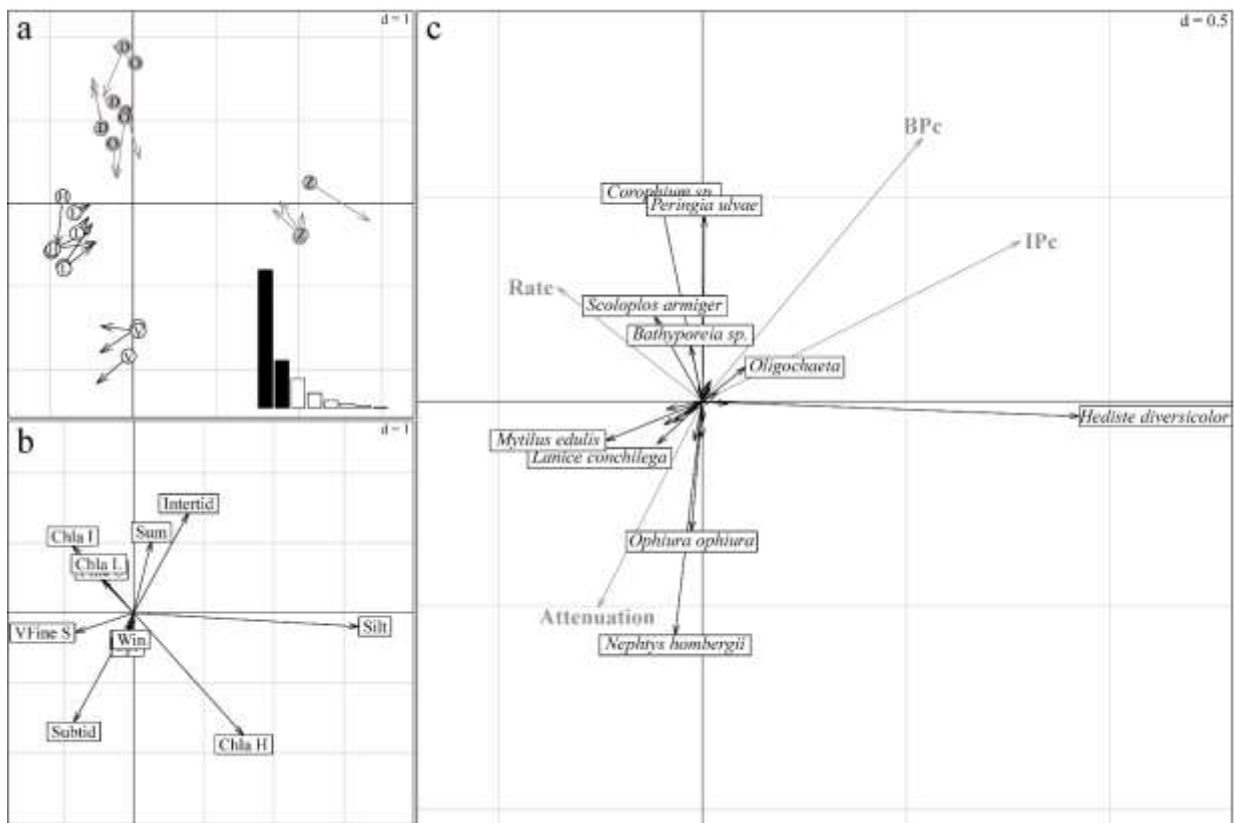 a
d = 1
D
O
D
O
D
O
H
I
I
L
V
V
Z
Z
b
d = 1
Intertid
Sum
Chla I
Chla L
VFine S
Win
Silt
Subtid
Chla H
c
d = 0.5
BPc
Corophium sp.
Peringia ulvae
IPc
Rate
Scoloplos armiger
Bathyporeia sp.
Oligochaeta
Hediste diversicolor
Mytilus edulis
Lanice conchilega
Ophiura ophiura
Attenuation
Nephtys hombergii